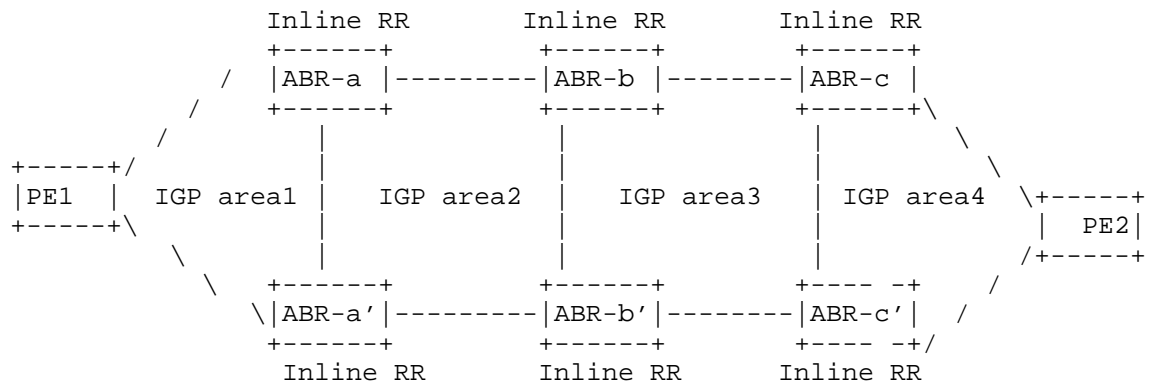 Inline RR Inline RR Inline RR
ABR-a ABR-b ABR-c
PE1 IGP area1 IGP area2 IGP area3 IGP area4
PE2
ABR-a' ABR-b' ABR-c'
Inline RR Inline RR Inline RR